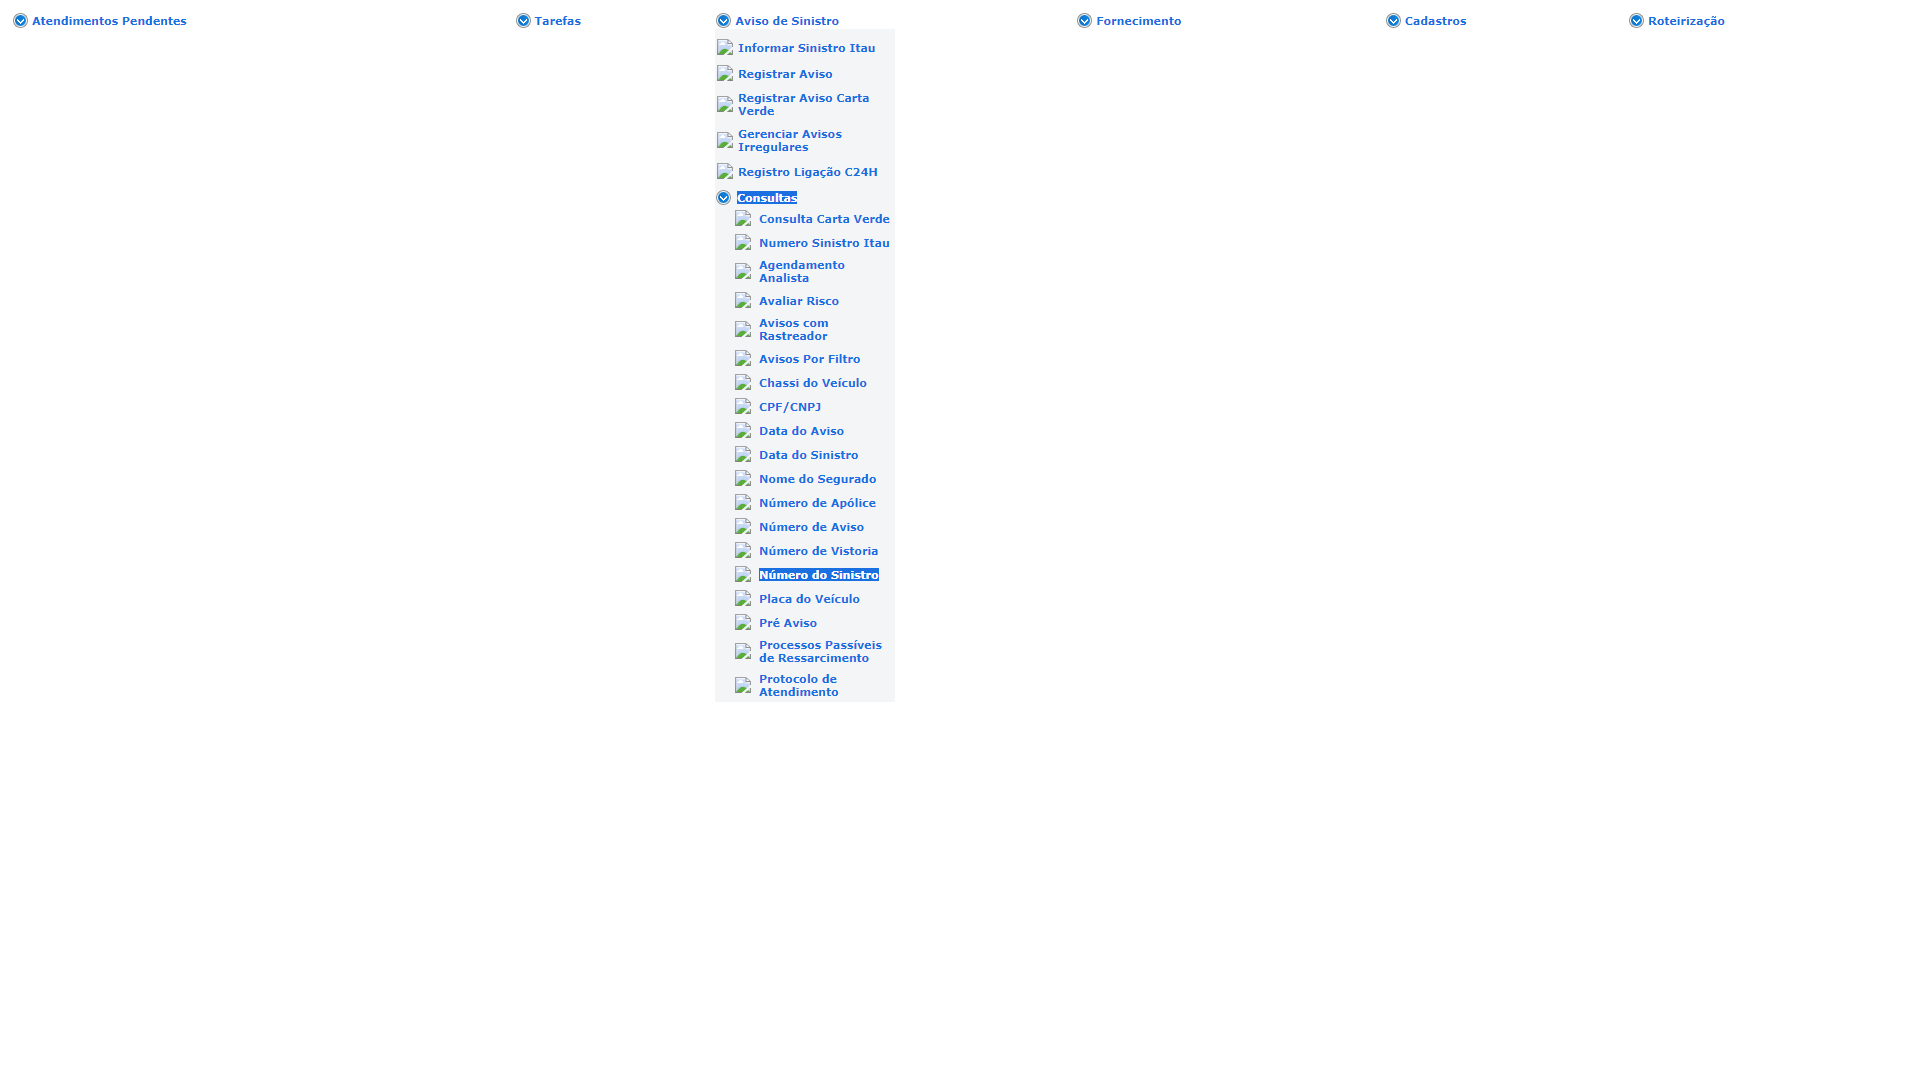 Atendimentos Pendentes
Tarefas
Aviso de Sinistro
Fornecimento
Cadastros
Roteirização
Informar Sinistro Itau
Registrar Aviso
Registrar Aviso Carta
Verde
Gerenciar Avisos
Irregulares
Registro Ligação C24H
Consultas
Consulta Carta Verde
Numero Sinistro Itau
Agendamento
Analista
Avaliar Risco
Avisos com
Rastreador
Avisos Por Filtro
Chassi do Veículo
CPF/CNPJ
Data do Aviso
Data do Sinistro
Nome do Segurado
Número de Apólice
Número de Aviso
Número de Vistoria
Número do Sinistro
Placa do Veículo
Pré Aviso
Processos Passíveis
de Ressarcimento
Protocolo de
Atendimento